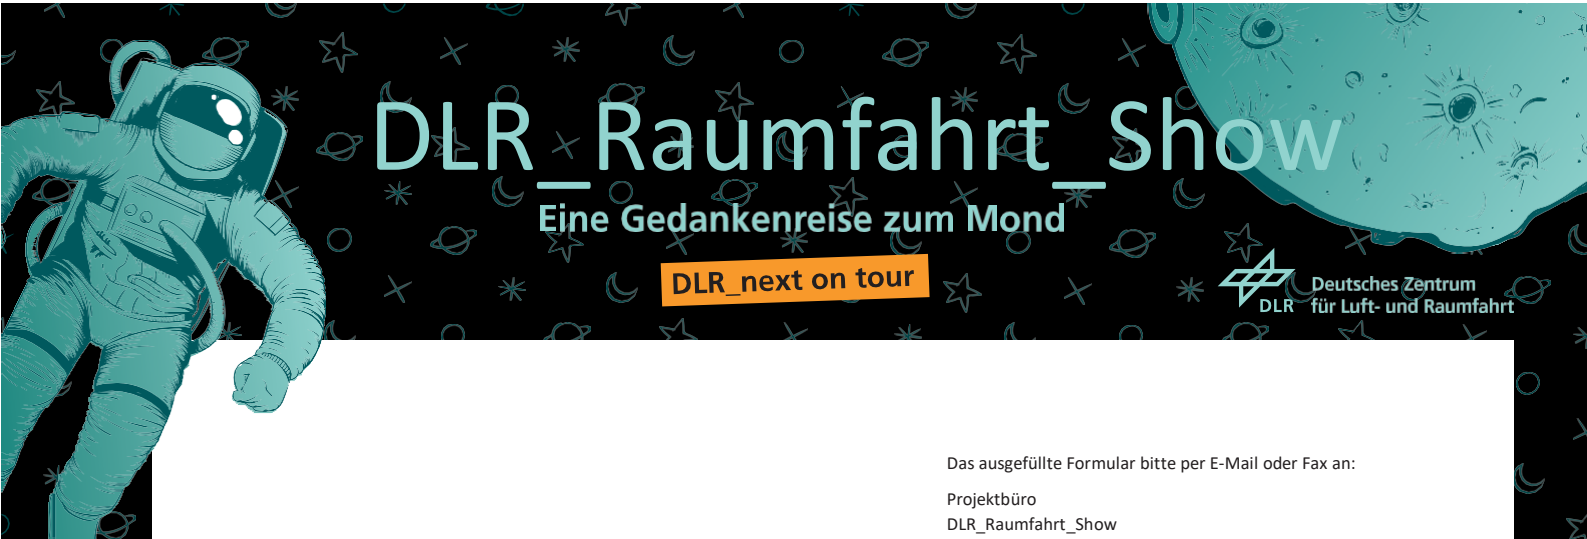 DLR_Raumfahrt_Show
Eine Gedankenreise zum Mond
DLR_next on tour
DLR
Deutsches Zentrum
für Luft- und Raumfahrt
Das ausgefüllte Formular bitte per E-Mail oder Fax an:
Projektbüro
DLR_Raumfahrt_Show